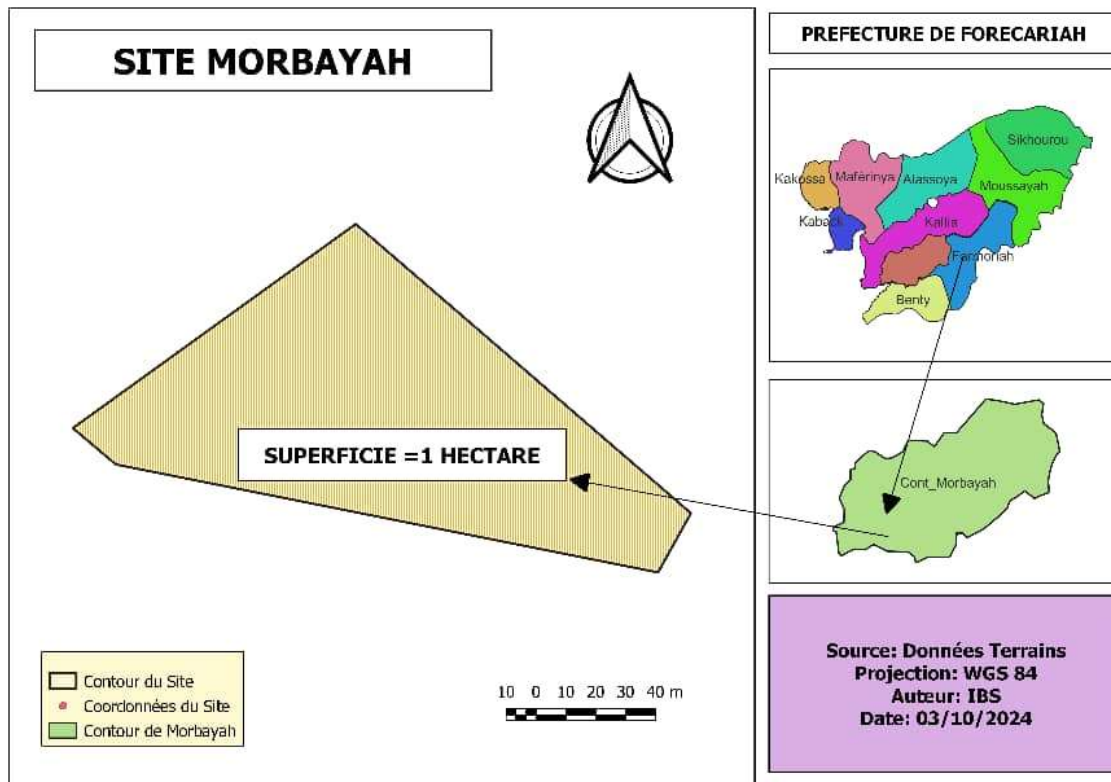 SITE MORBAYAH
SUPERFICIE =1 HECTARE
Contour du Site
Coordonnées du Site
Contour de Morbayah
10 0 10 20 30 40 m
PREFECTURE DE FORECARIAH
Sikhourou
Kakossa
Maférinya
Alassoya
Moussayah
Kaback
Kallia
Farmoriah
Benty
Cont_Morbayah
Source: Données Terrains
Projection: WGS 84
Auteur: IBS
Date: 03/10/2024